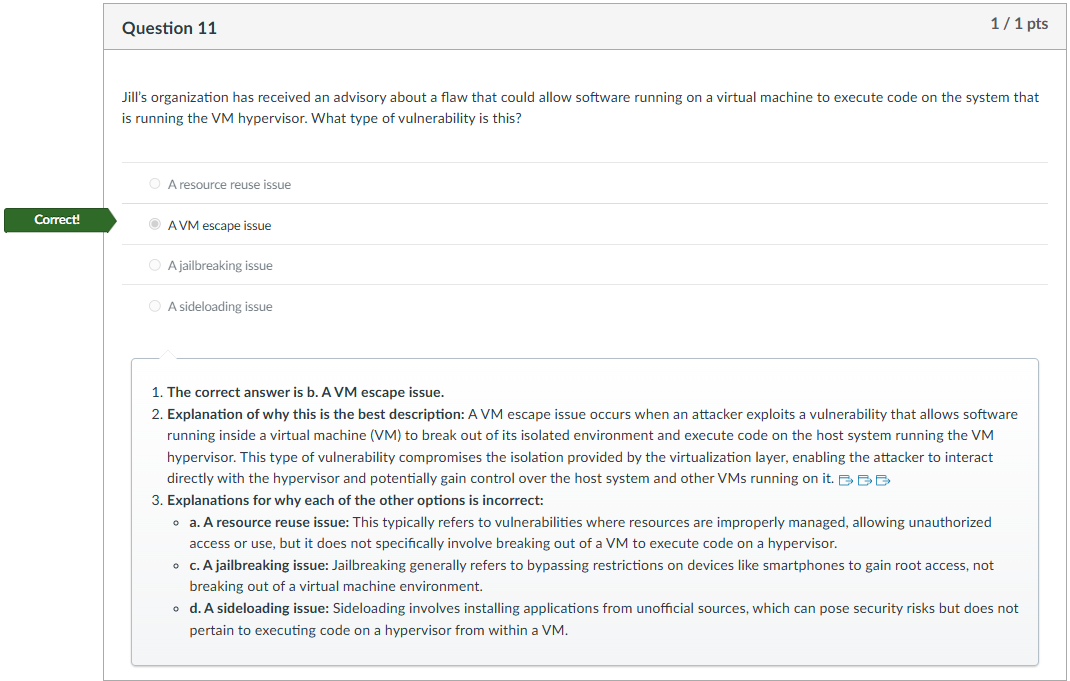 Question 11
1 / 1 pts
Jill's organization has received an advisory about a flaw that could allow software running on a virtual machine to execute code on the system that
is running the VM hypervisor. What type of vulnerability is this?
A resource reuse issue
Correct!
A VM escape issue
A jailbreaking issue
A sideloading issue
1. The correct answer is b. A VM escape issue.
2. Explanation of why this is the best description: A VM escape issue occurs when an attacker exploits a vulnerability that allows software
running inside a virtual machine (VM) to break out of its isolated environment and execute code on the host system running the VM
hypervisor. This type of vulnerability compromises the isolation provided by the virtualization layer, enabling the attacker to interact
directly with the hypervisor and potentially gain control over the host system and other VMs running on it.
3. Explanations for why each of the other options is incorrect:
a. A resource reuse issue: This typically refers to vulnerabilities where resources are improperly managed, allowing unauthorized
access or use, but it does not specifically involve breaking out of a VM to execute code on a hypervisor.
c. A jailbreaking issue: Jailbreaking generally refers to bypassing restrictions on devices like smartphones to gain root access, not
breaking out of a virtual machine environment.
d. A sideloading issue: Sideloading involves installing applications from unofficial sources, which can pose security risks but does not
pertain to executing code on a hypervisor from within a VM.